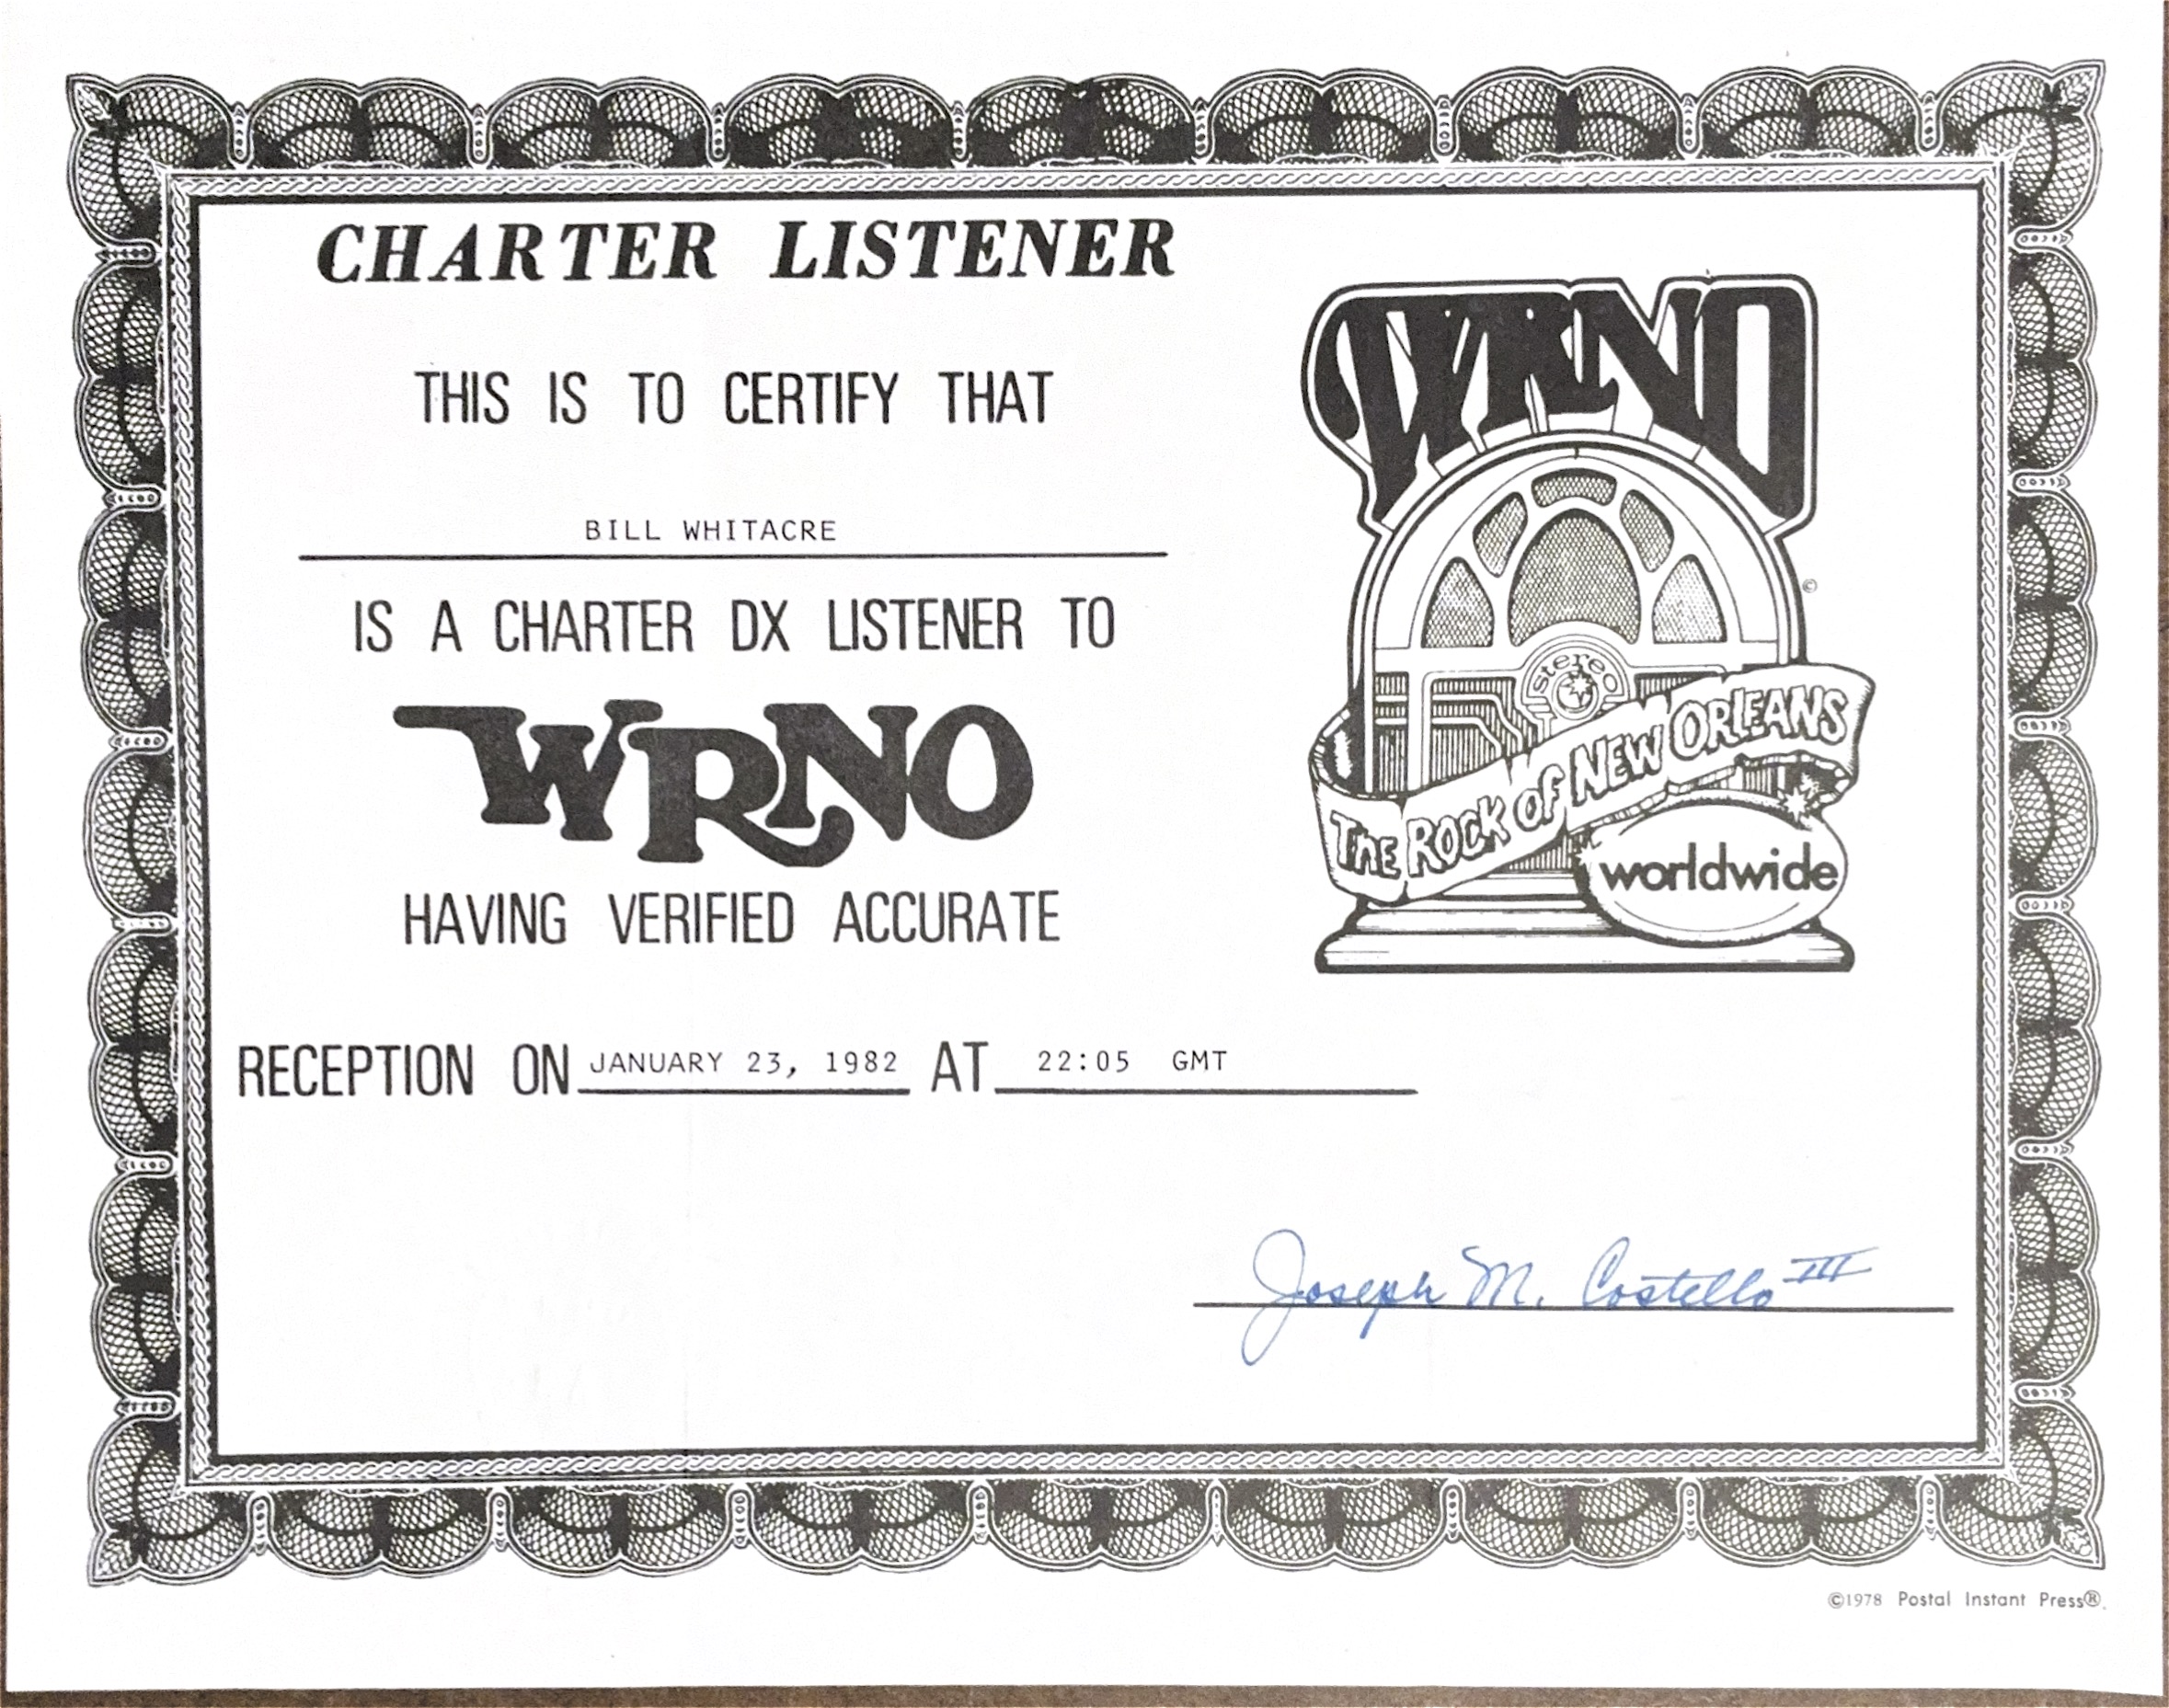 CHARTER LISTENER
THIS IS TO CERTIFY THAT
BILL WHITACRE
IS A CHARTER DX LISTENER TO
WRNO
HAVING VERIFIED ACCURATE
RECEPTION ON JANUARY 23, 1982 AT 22:05 GMT
WRNO
©
stereo
THE ROCK OF NEW ORLEANS
worldwide
Joseph M. Costello III
©1978 Postal Instant Press®.